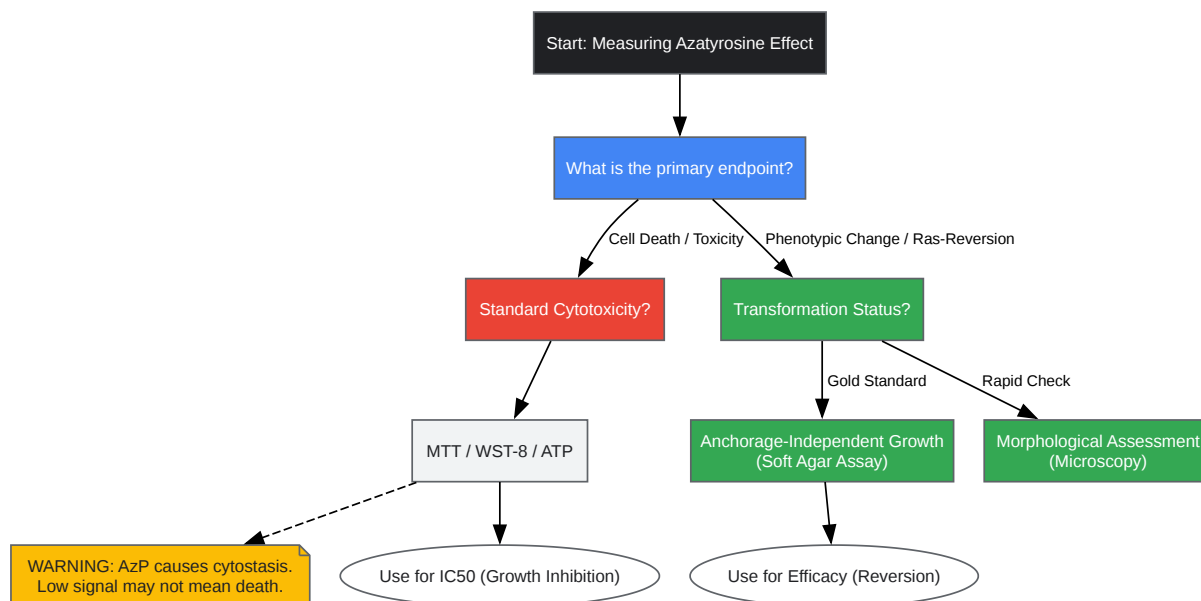 Start: Measuring Azatyrosine Effect
What is the primary endpoint?
Cell Death / Toxicity
Phenotypic Change / Ras-Reversion
Standard Cytotoxicity?
Transformation Status?
Gold Standard
Rapid Check
MTT / WST-8 / ATP
Anchorage-Independent Growth
(Soft Agar Assay)
Morphological Assessment
(Microscopy)
WARNING: AzP causes cytostasis.
Low signal may not mean death.
Use for IC50 (Growth Inhibition)
Use for Efficacy (Reversion)